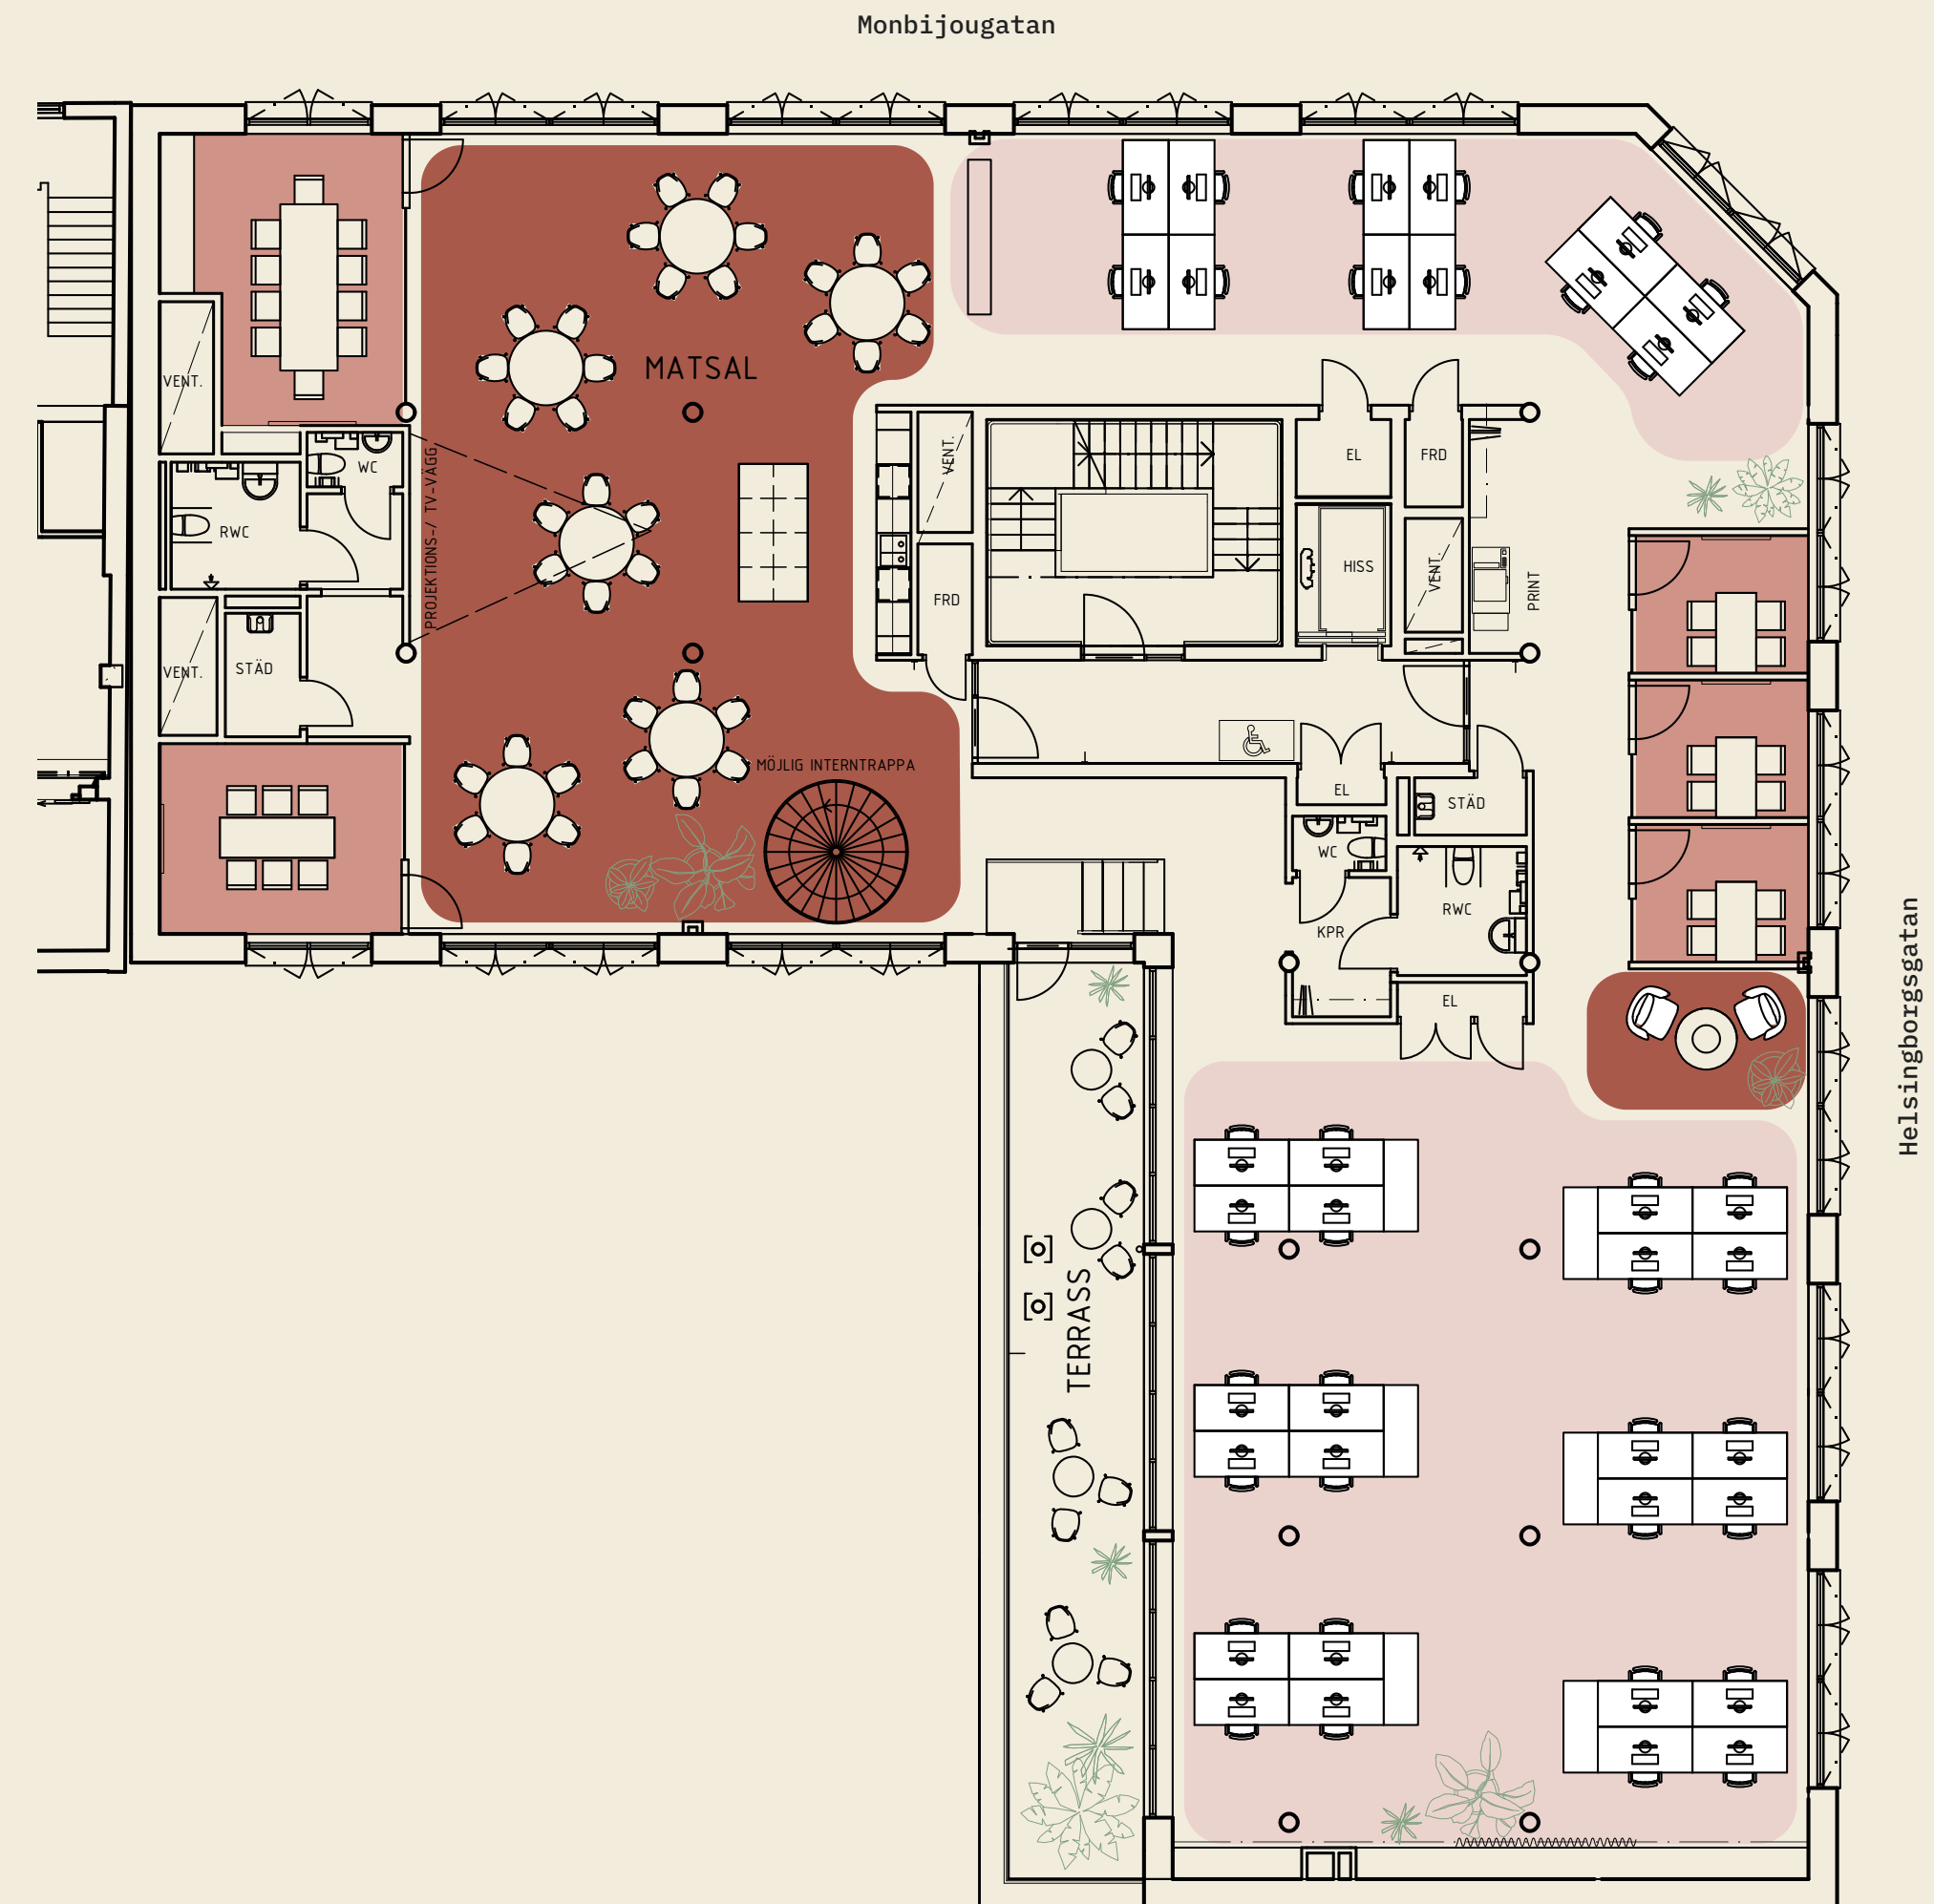 Monbijougatan
MATSAL
VENT.
WC
RWC
PROJEKTIONS-/ TV-VÄGG
VENT.
STÄD
VENT.
FRD
EL
FRD
HISS
VENT.
PRINT
MÖJLIG INTERNTRAPPA
EL
STÄD
WC
RWC
KPR
EL
TERRASS
Helsingborgsgatan